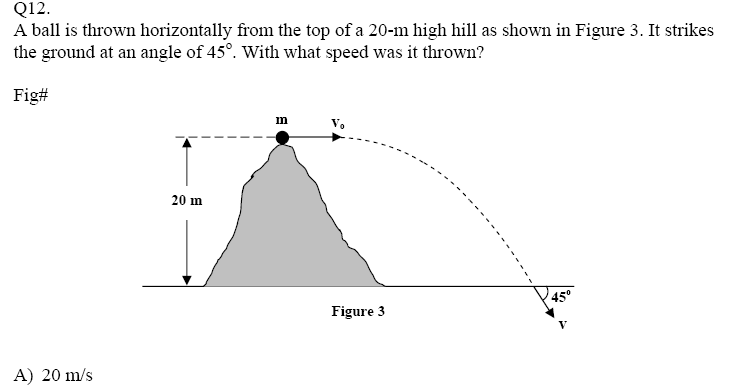 Q12.
A ball is thrown horizontally from the top of a 20-m high hill as shown in Figure 3. It strikes
the ground at an angle of 45°. With what speed was it thrown?
Fig#
m
v₀
20 m
45°
v
Figure 3
A) 20 m/s